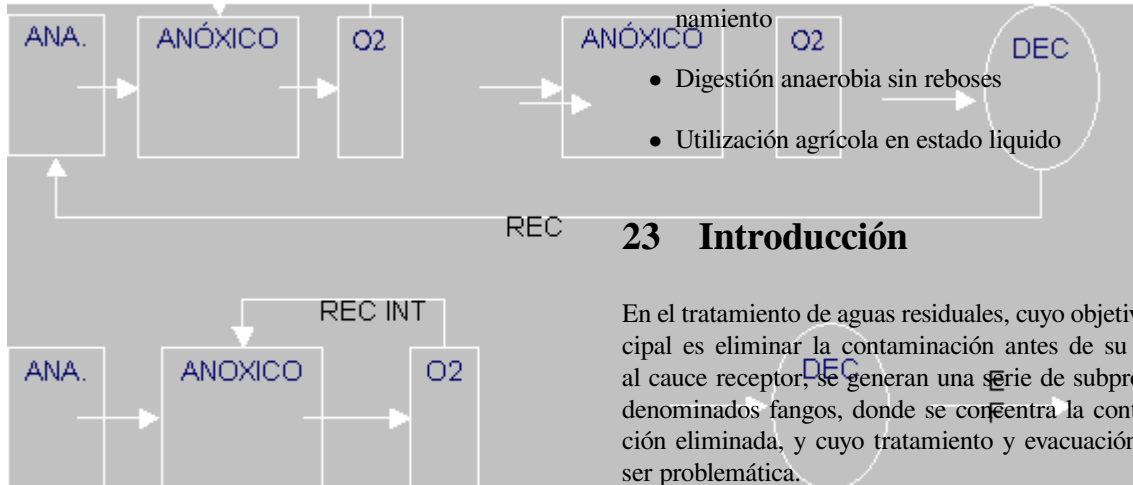 ANA. ANÓXICO O2 ANÓXICO O2 DEC
namiento
• Digestión anaerobia sin reboses
• Utilización agrícola en estado liquido
REC
23 Introducción
REC INT
ANA. ANOXICO O2 DEC
En el tratamiento de aguas residuales, cuyo
cipal es eliminar la contaminación antes de su
al cauce receptor, se generan una serie de
denominados fangos, donde se concentra la
ción eliminada, y cuyo tratamiento y evacuación
ser problemática.